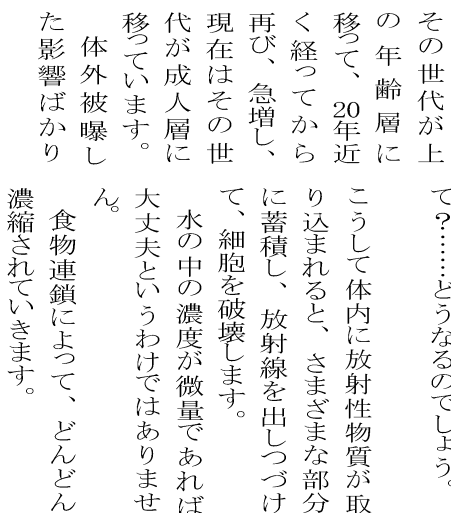 その世代が上
の年齢層に
移って、20年近
く経ってから
再び、急増し、
現在はその世
代が成人層に
移っています。
体外被曝し
た影響ばかり
て？……どうなるのでしょう。
こうして体内に放射性物質が取
り込まれると、さまざまな部分
に蓄積し、放射線を出しつづけ
て、細胞を破壊します。
水の中の濃度が微量であれば
大丈夫というわけではありませ
ん。
食物連鎖によって、どんどん
濃縮されていきます。